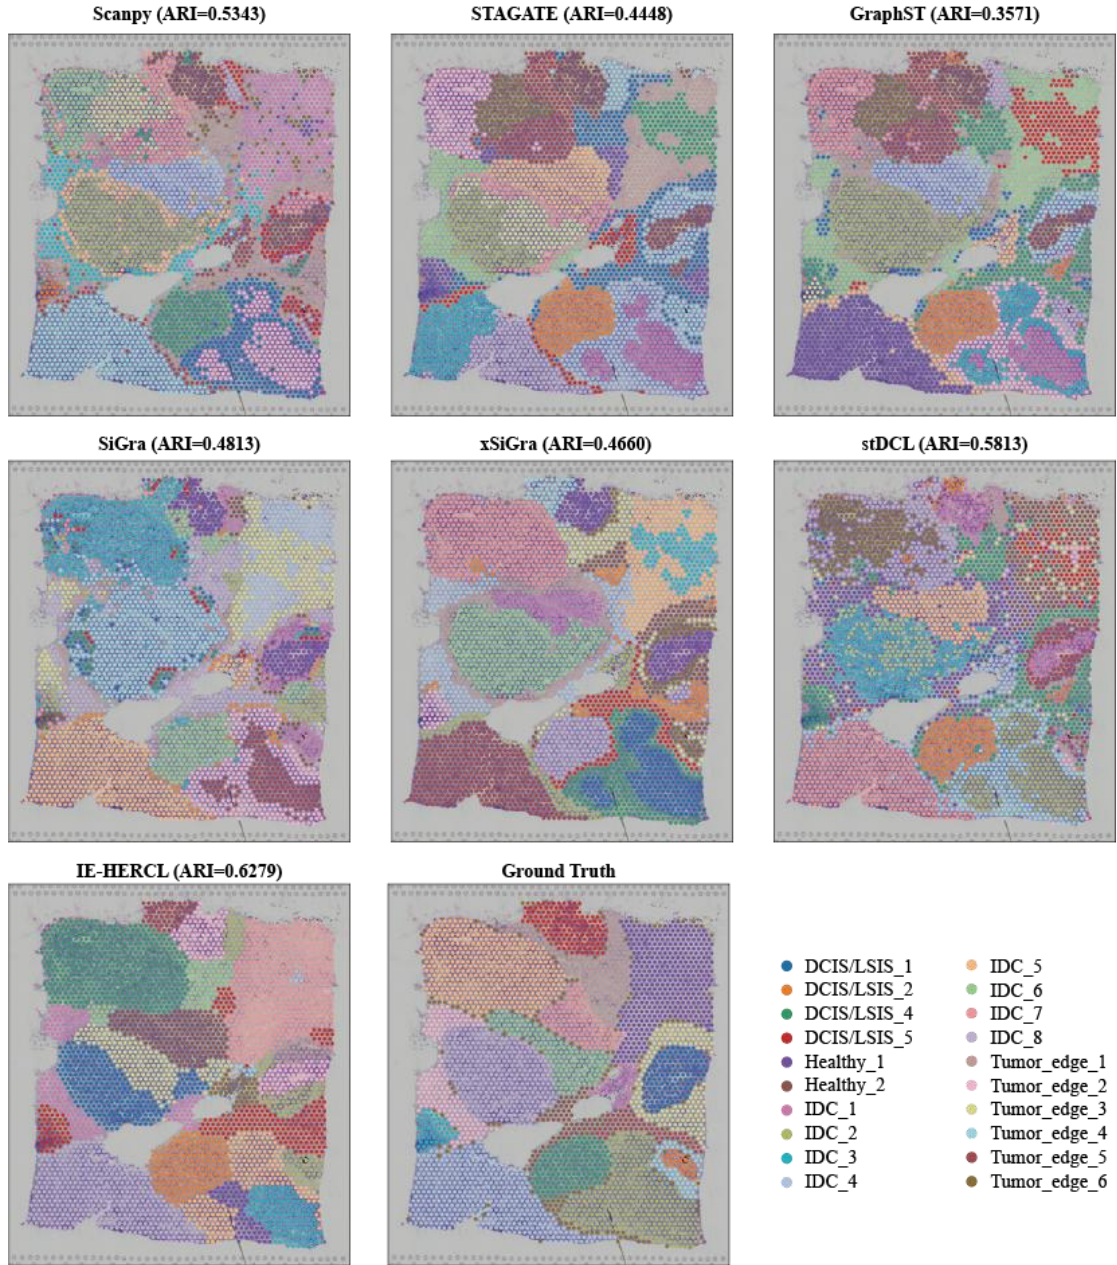 Scanpy (ARI=0.5343)
STAGATE (ARI=0.4448)
GraphST (ARI=0.3571)
SiGra (ARI=0.4813)
xSiGra (ARI=0.4660)
stDCL (ARI=0.5813)
IE-HERCL (ARI=0.6279)
Ground Truth
DCIS/LSIS_1
DCIS/LSIS_2
DCIS/LSIS_4
DCIS/LSIS_5
Healthy_1
Healthy_2
IDC_1
IDC_2
IDC_3
IDC_4
IDC_5
IDC_6
IDC_7
IDC_8
Tumor_edge_1
Tumor_edge_2
Tumor_edge_3
Tumor_edge_4
Tumor_edge_5
Tumor_edge_6